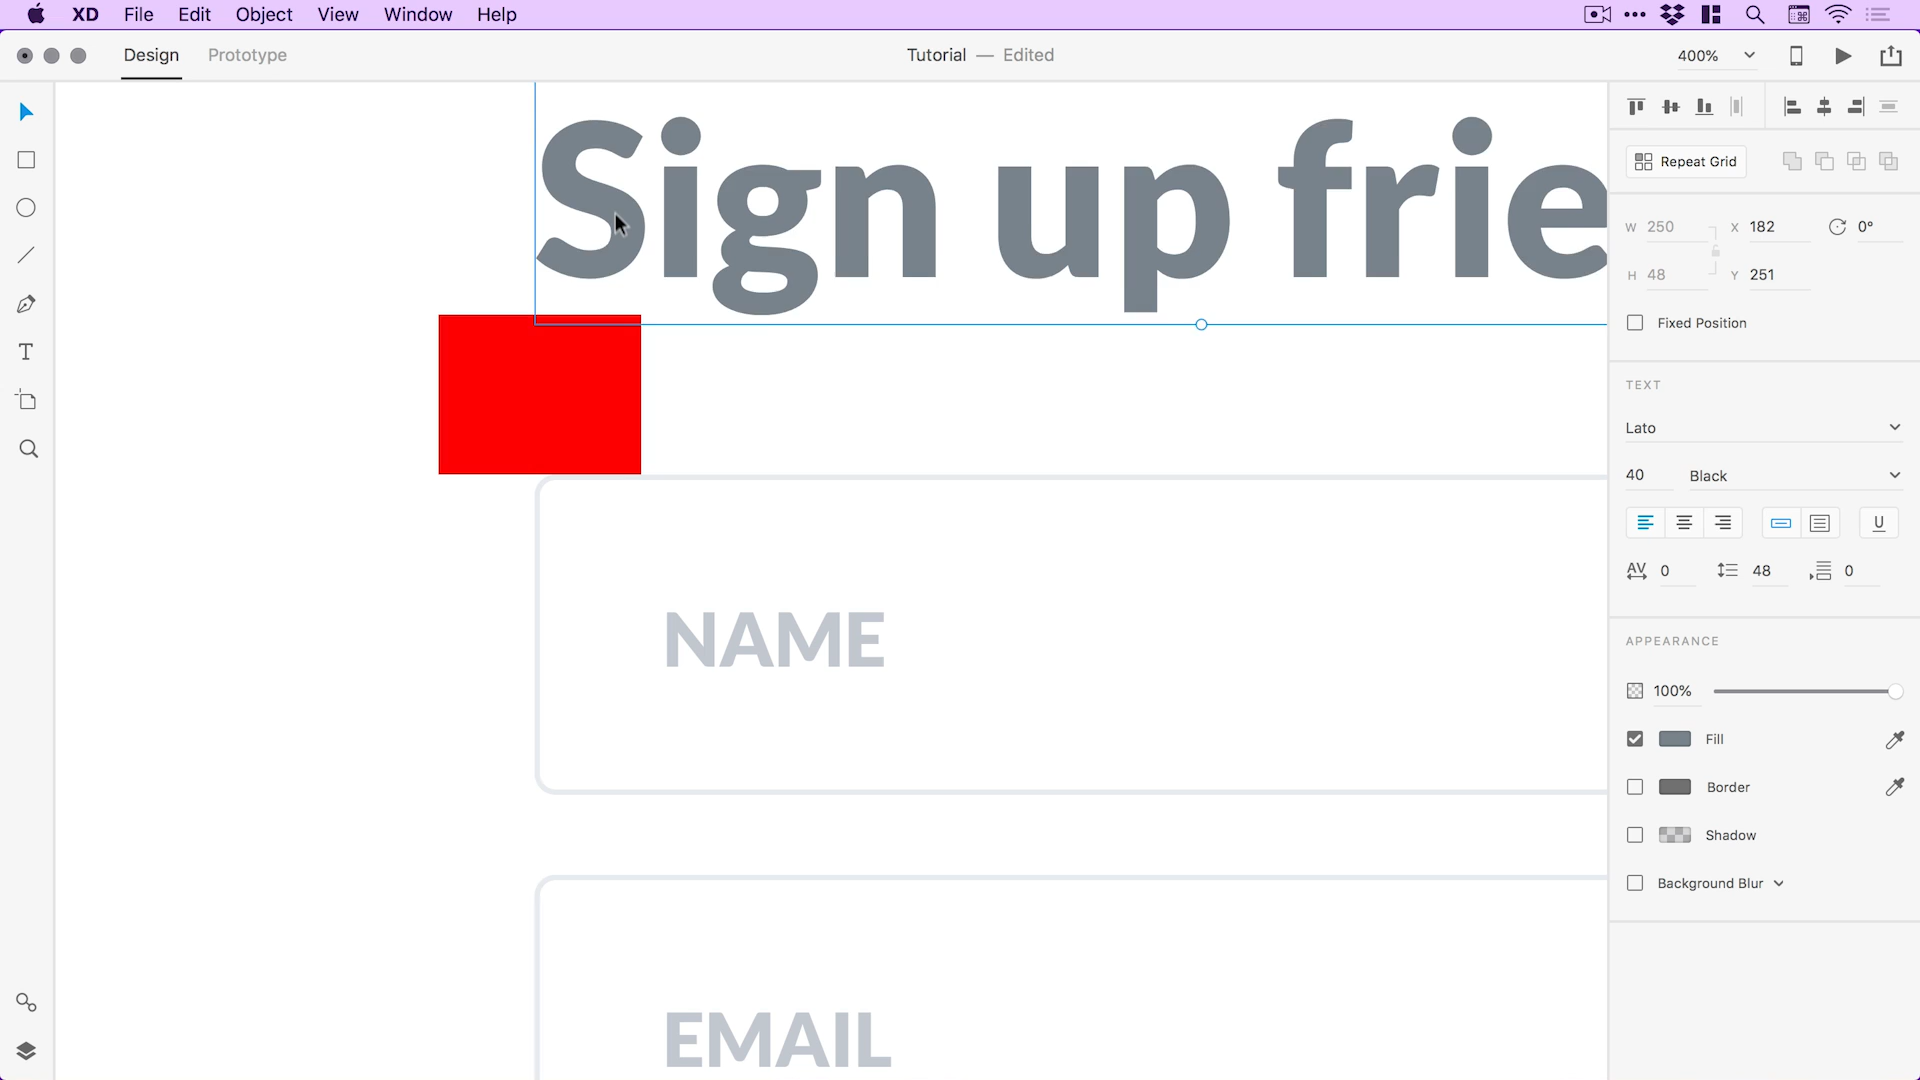 XD File Edit Object View Window Help
Design Prototype Tutorial — Edited 400%
Sign up frie
Repeat Grid
W 250 X 182 0°
H 48 Y 251
Fixed Position
TEXT
Lato
40 Black
U
AV 0 48 0
NAME
APPEARANCE
100%
Fill
Border
Shadow
Background Blur
EMAIL